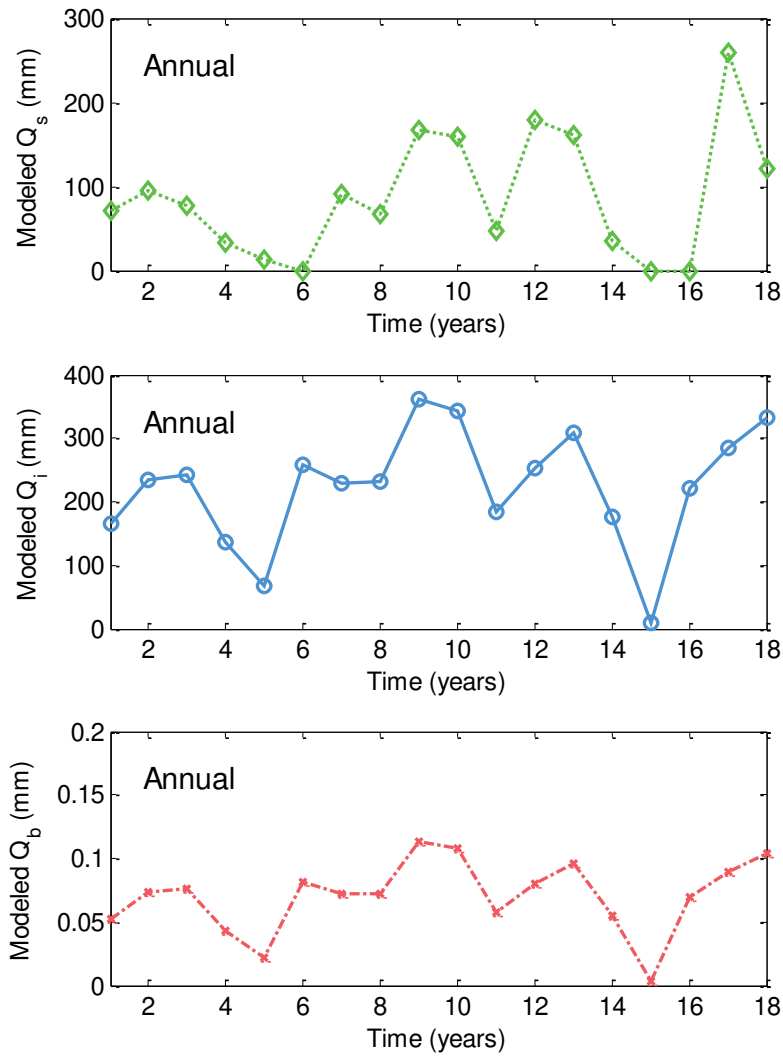 300
200
100
0
Modeled Q_s (mm)
Annual
2 4 6 8 10 12 14 16 18
Time (years)
400
300
200
100
0
Modeled Q_i (mm)
Annual
2 4 6 8 10 12 14 16 18
Time (years)
0.2
0.15
0.1
0.05
0
Modeled Q_b (mm)
Annual
2 4 6 8 10 12 14 16 18
Time (years)